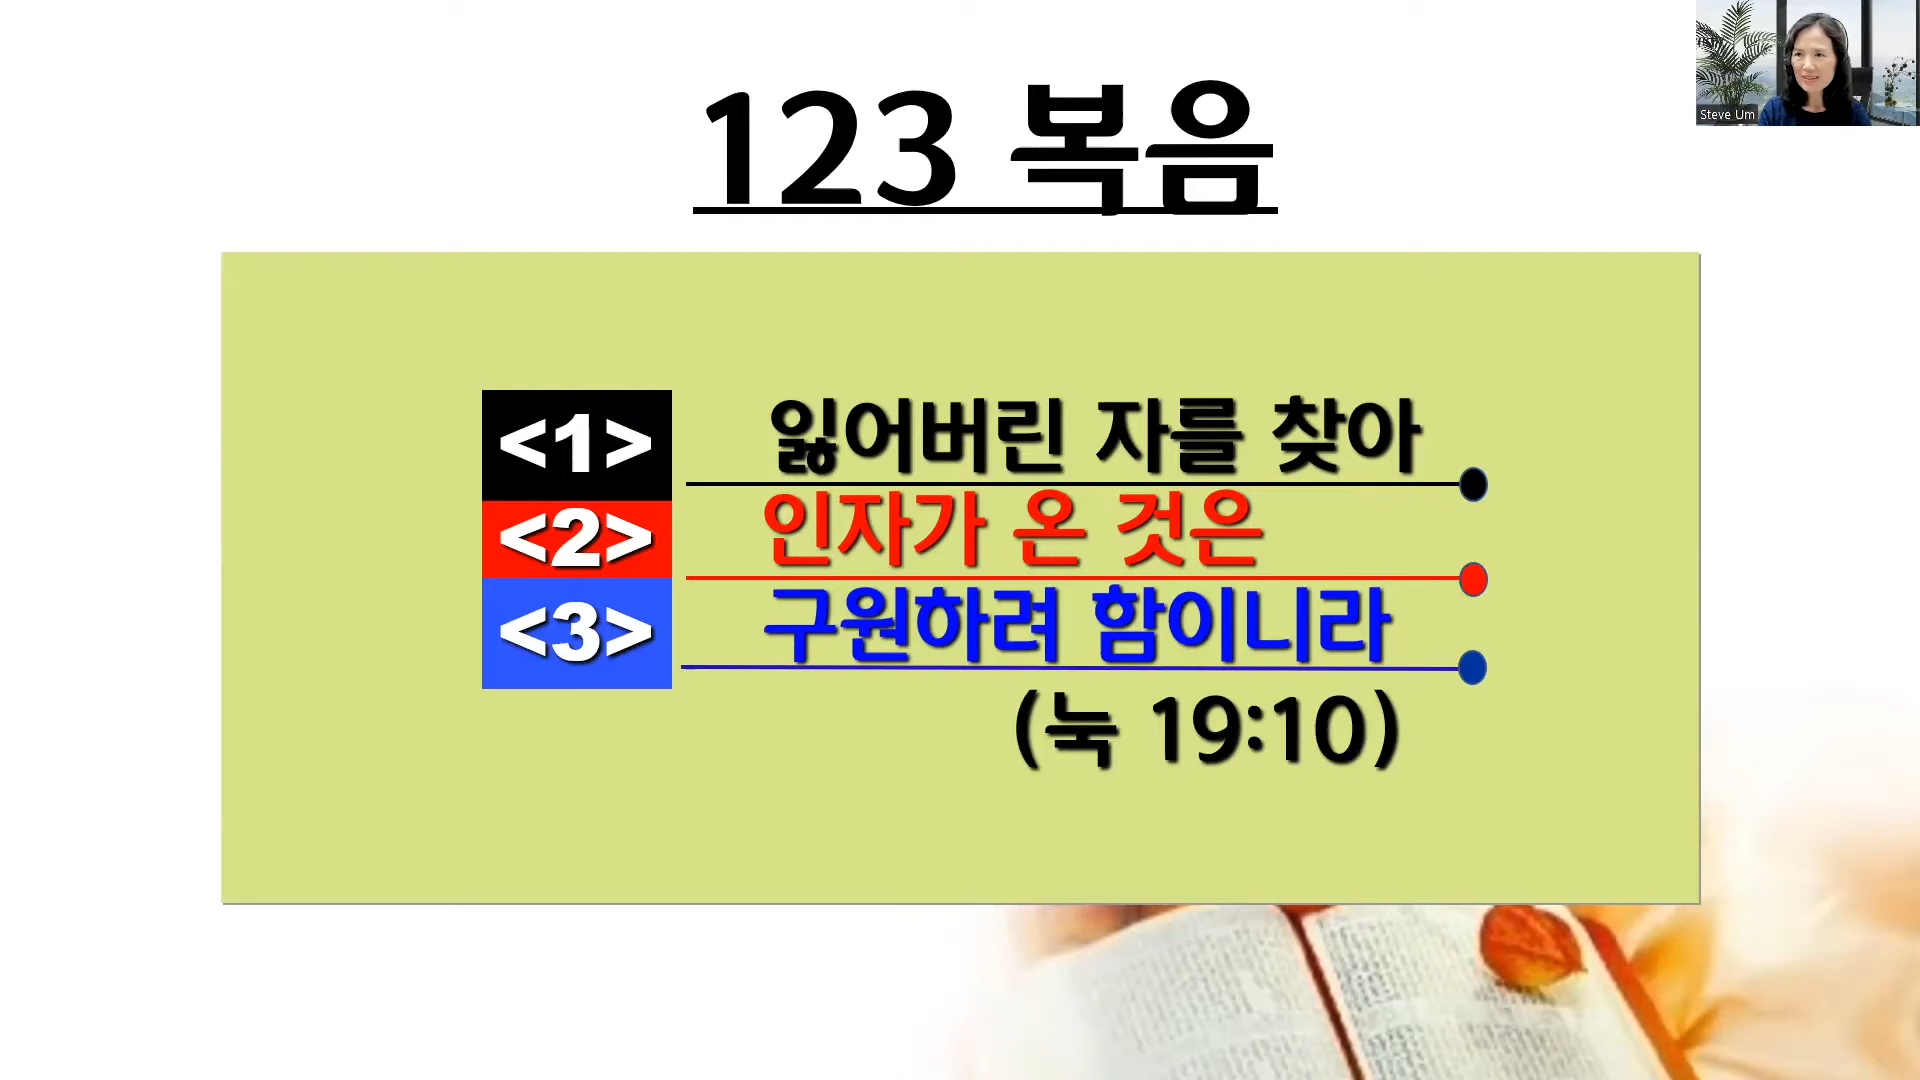 123 복음
Steve Um
<1> 잃어버린 자를 찾아
<2> 인자가 온 것은
<3> 구원하려 함이니라
(눅 19:10)